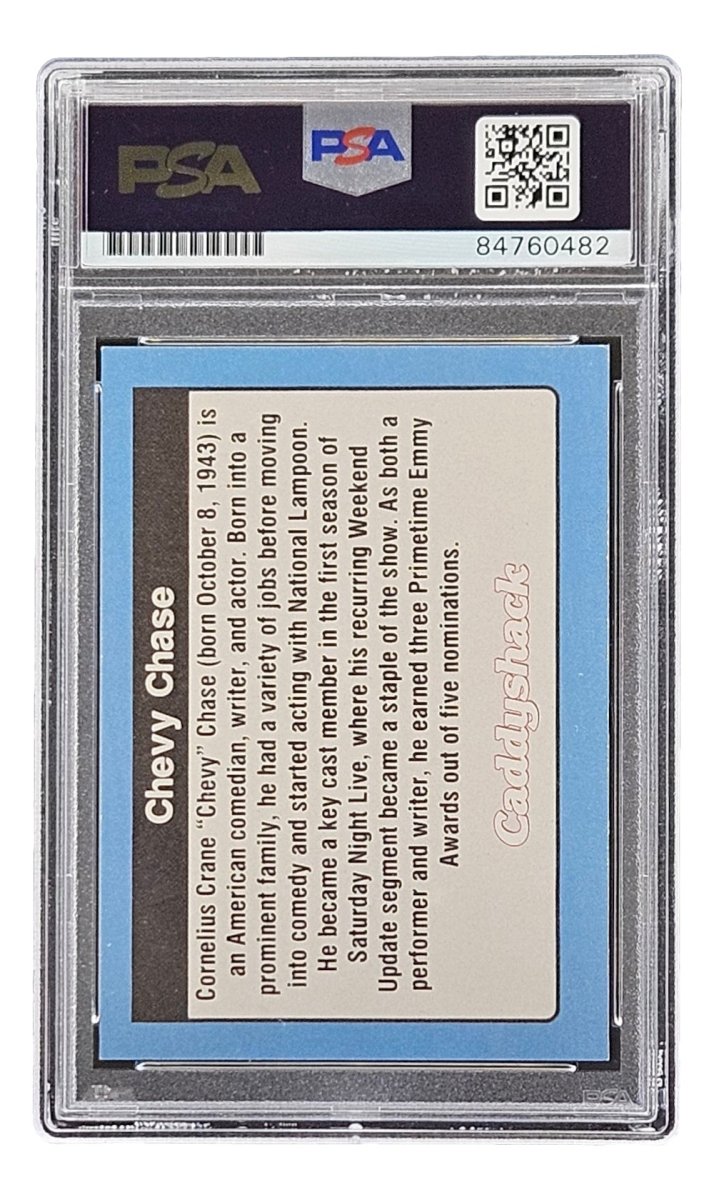 PSA
PSA
84760482
Chevy Chase
Cornelius Crane "Chevy" Chase (born October 8, 1943) is
an American comedian, writer, and actor. Born into a
prominent family, he had a variety of jobs before moving
into comedy and started acting with National Lampoon.
He became a key cast member in the first season of
Saturday Night Live, where his recurring Weekend
Update segment became a staple of the show. As both a
performer and writer, he earned three Primetime Emmy
Awards out of five nominations.
Caddyshack
PSA